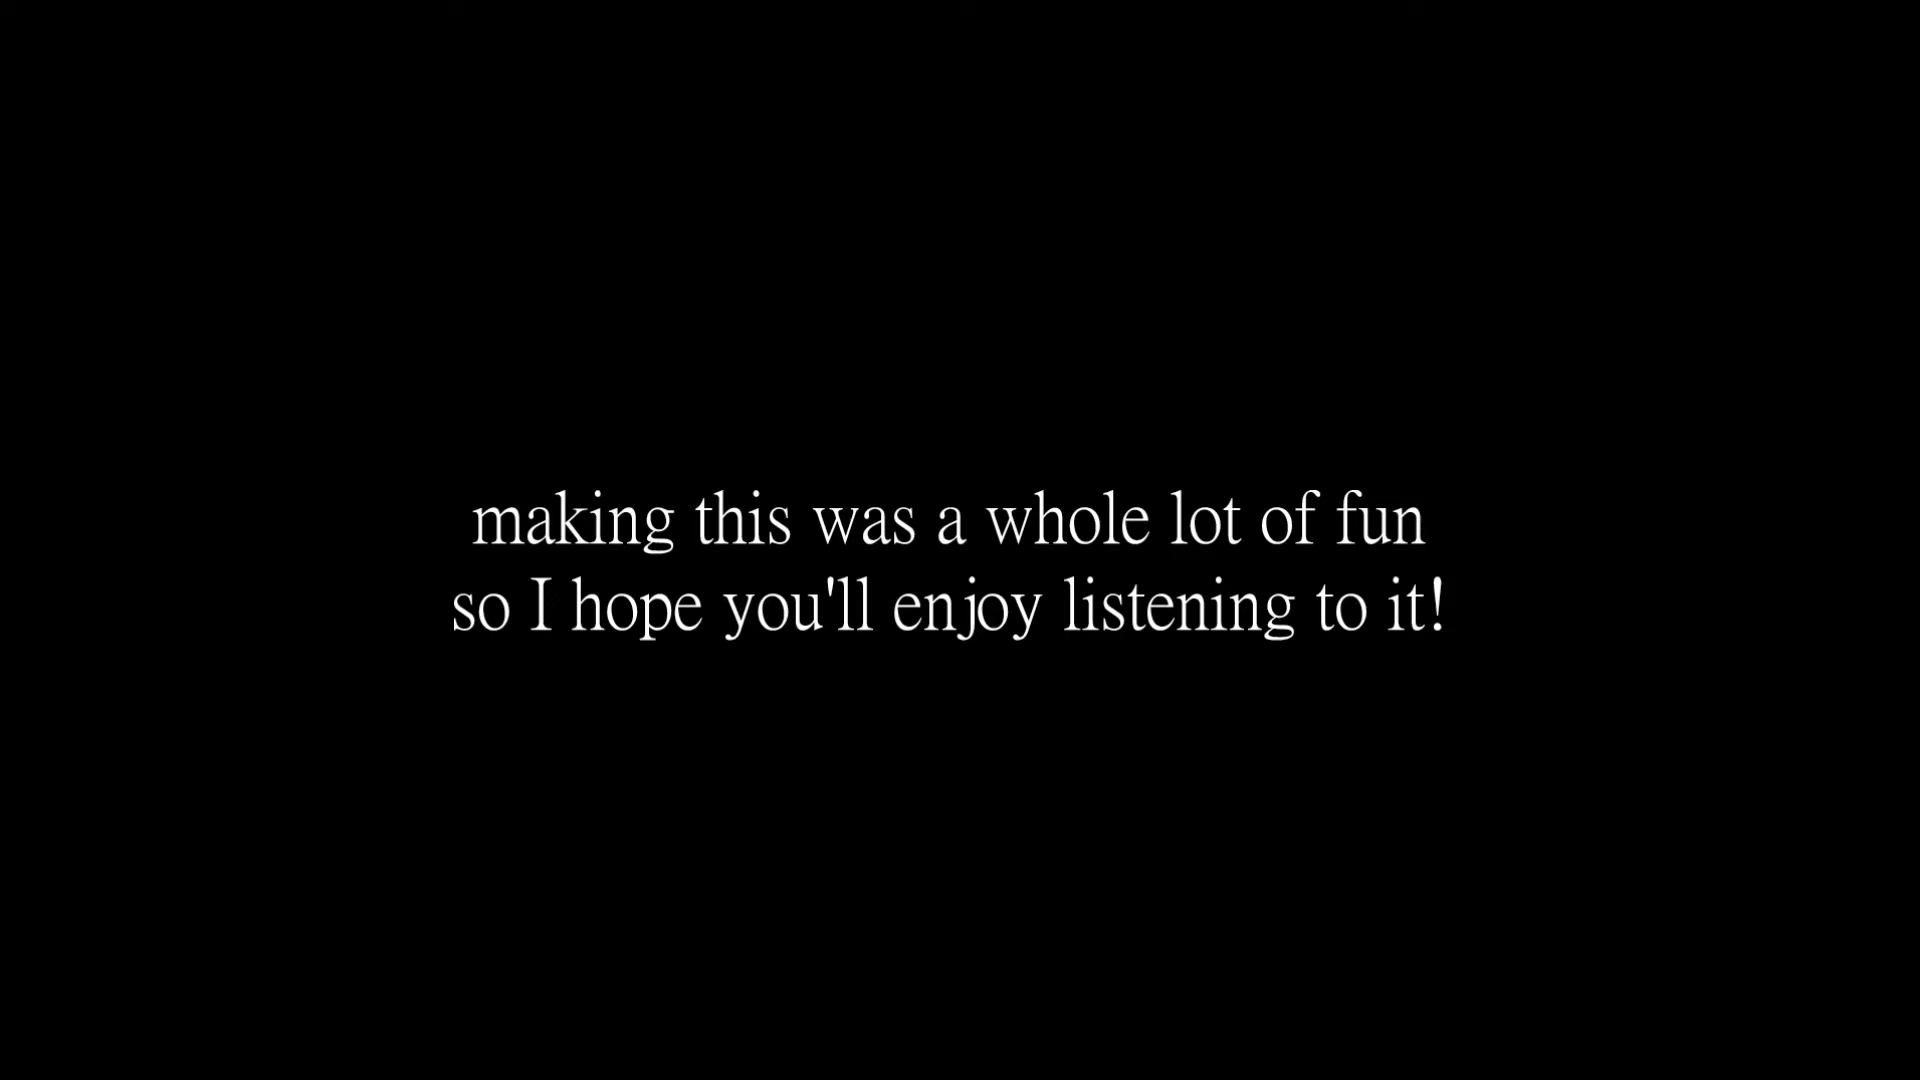 making this was a whole lot of fun
so I hope you'll enjoy listening to it!